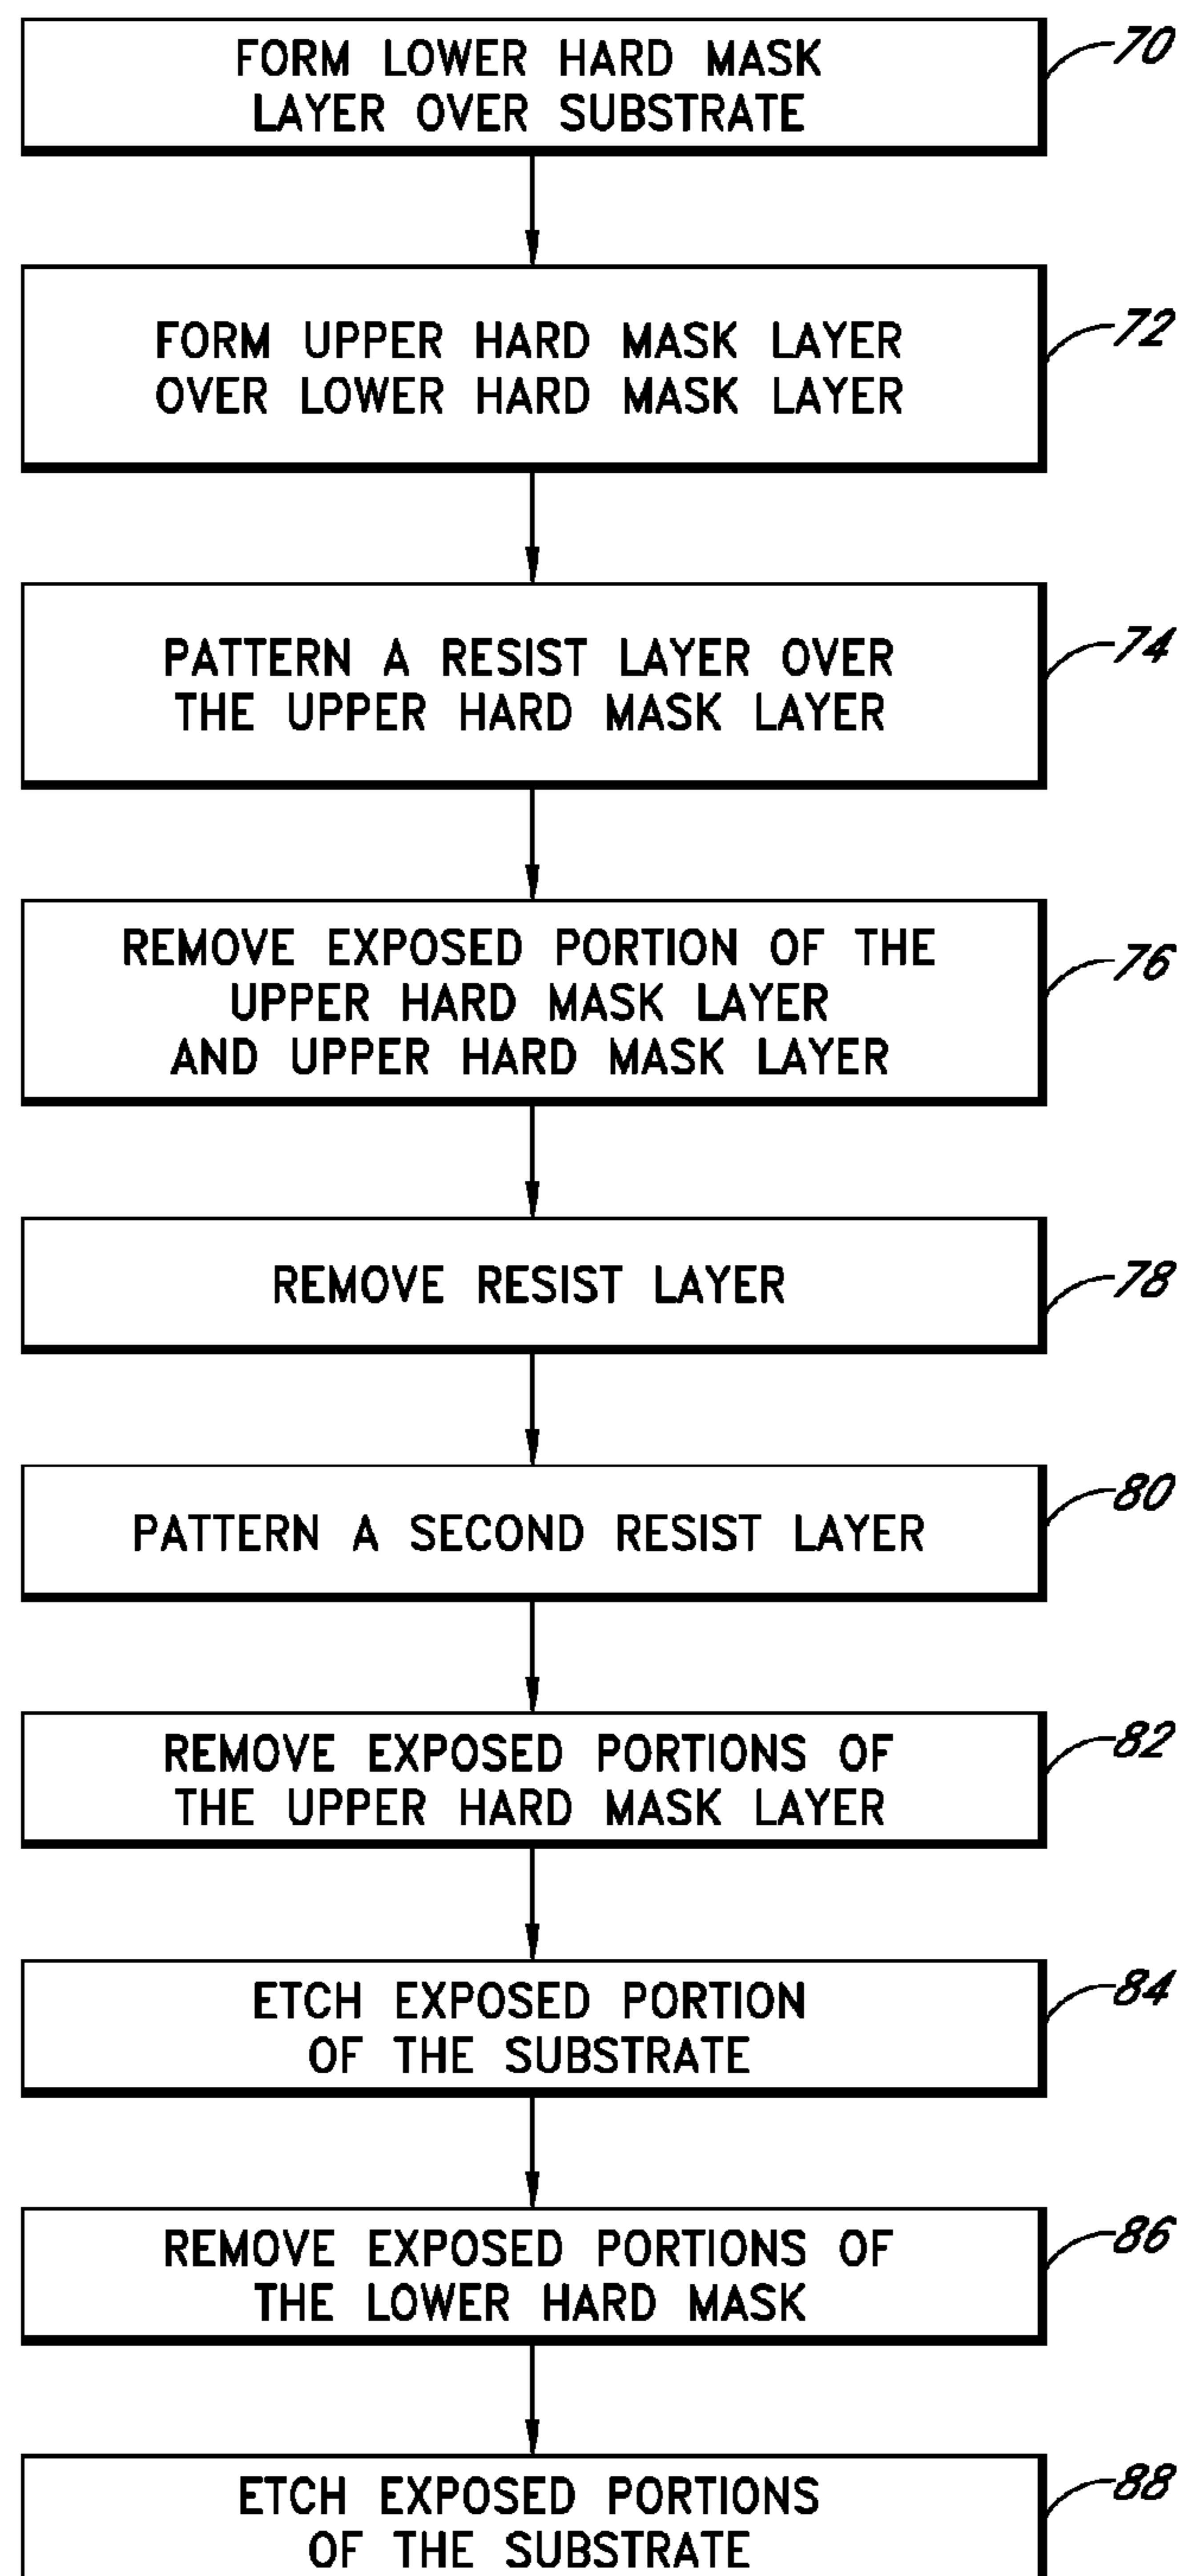 FORM LOWER HARD MASK
LAYER OVER SUBSTRATE
70
FORM UPPER HARD MASK LAYER
OVER LOWER HARD MASK LAYER
72
PATTERN A RESIST LAYER OVER
THE UPPER HARD MASK LAYER
74
REMOVE EXPOSED PORTION OF THE
UPPER HARD MASK LAYER
AND UPPER HARD MASK LAYER
76
REMOVE RESIST LAYER
78
PATTERN A SECOND RESIST LAYER
80
REMOVE EXPOSED PORTIONS OF
THE UPPER HARD MASK LAYER
82
ETCH EXPOSED PORTION
OF THE SUBSTRATE
84
REMOVE EXPOSED PORTIONS OF
THE LOWER HARD MASK
86
ETCH EXPOSED PORTIONS
OF THE SUBSTRATE
88